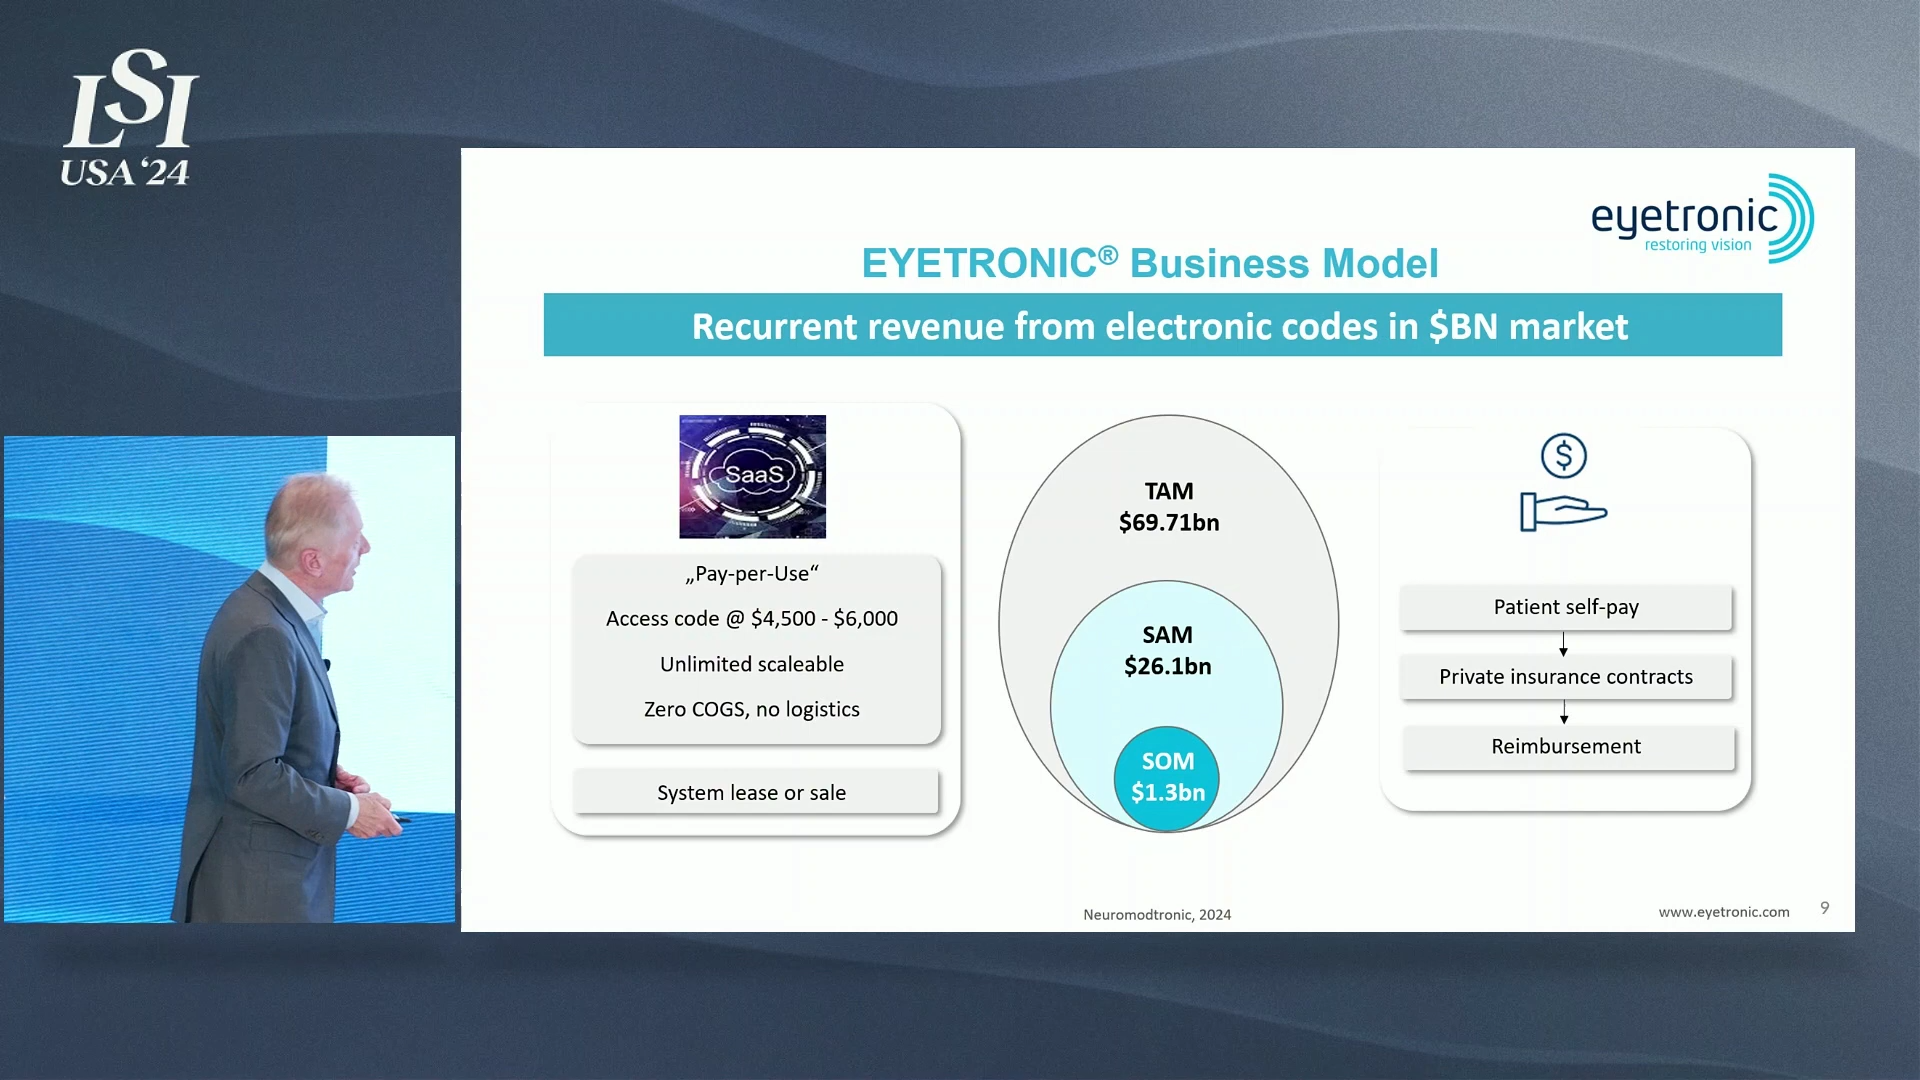 LSI
USA '24
eyetronic
restoring vision
EYETRONIC® Business Model
Recurrent revenue from electronic codes in $BN market
SaaS
„Pay-per-Use“
Access code @ $4,500 - $6,000
Unlimited scaleable
Zero COGS, no logistics
System lease or sale
TAM
$69.71bn
SAM
$26.1bn
SOM
$1.3bn
Patient self-pay
Private insurance contracts
Reimbursement
Neuromodtronic, 2024
www.eyetronic.com
9